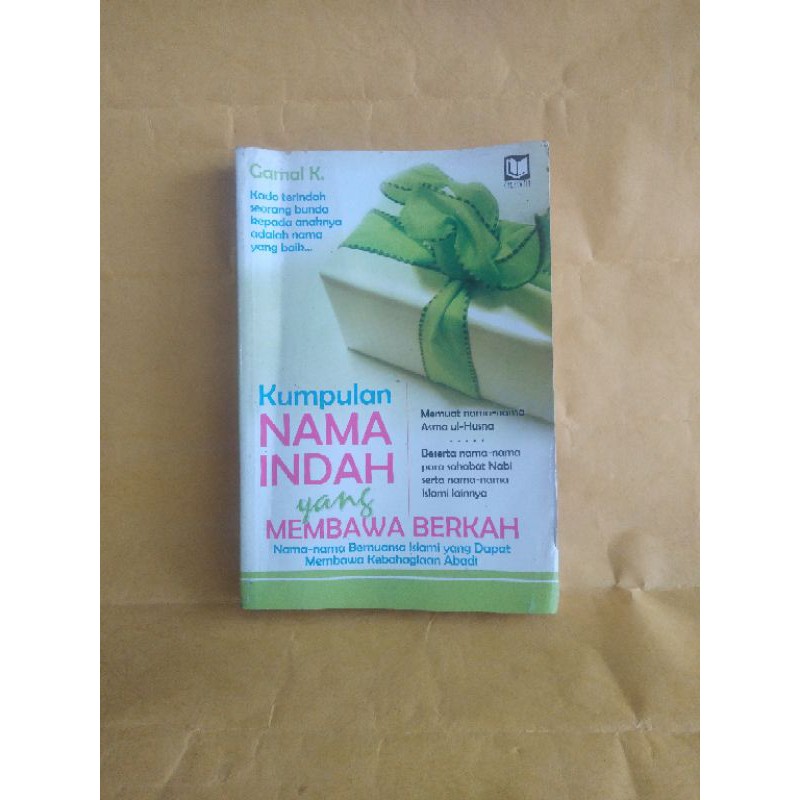 Gamal K.
Kado terindah
seorang bunda
kepada anaknya
adalah nama
yang baik...
Kumpulan
NAMA
INDAH
yang
MEMBAWA BERKAH
Memuat nama-nama
Asma ul-Husna
.....
Beserta nama-nama
para sahabat Nabi
serta nama-nama
Islami lainnya
Nama-nama Bernuansa Islami yang Dapat
Membawa Kebahagiaan Abadi